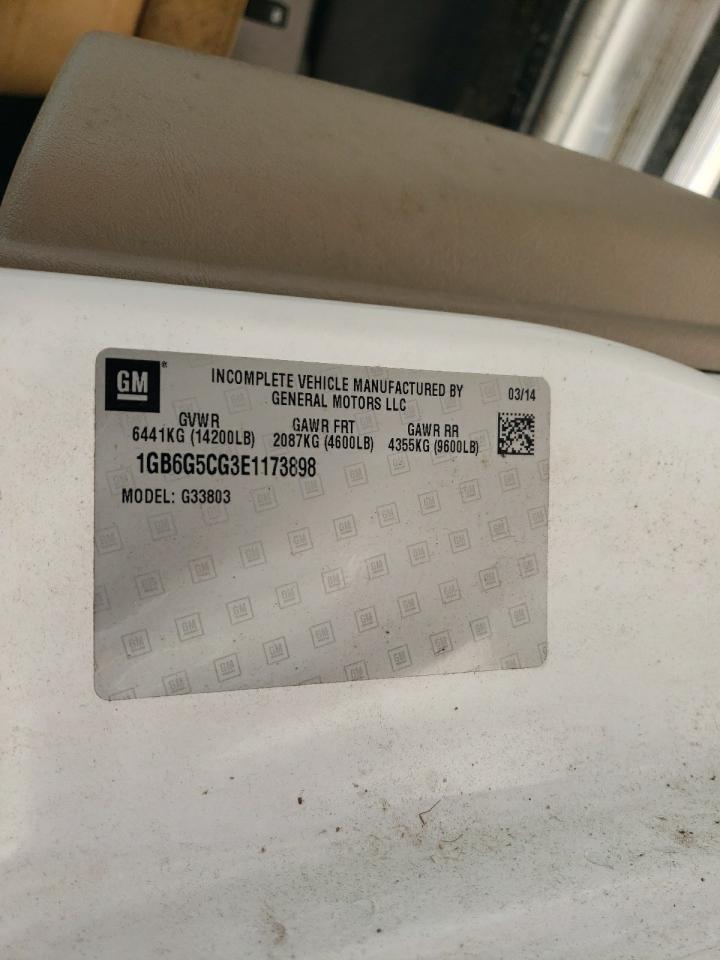 GM
INCOMPLETE VEHICLE MANUFACTURED BY
GENERAL MOTORS LLC
03/14
GVWR GAWR FRT GAWR RR
6441KG (14200LB) 2087KG (4600LB) 4355KG (9600LB)
1GB6G5CG3E1173898
MODEL: G33803